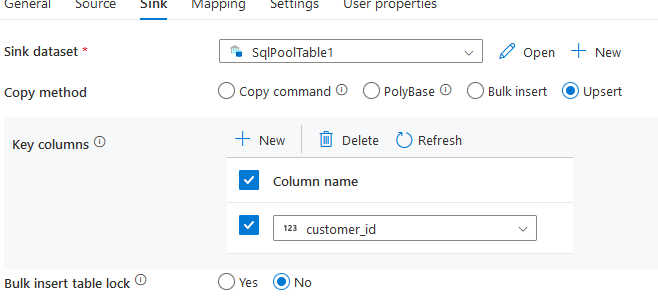 General Source Sink Mapping Settings User properties
Sink dataset * SqlPoolTable1 Open New
Copy method Copy command PolyBase Bulk insert Upsert
Key columns New Delete Refresh
Column name
123 customer_id
Bulk insert table lock Yes No